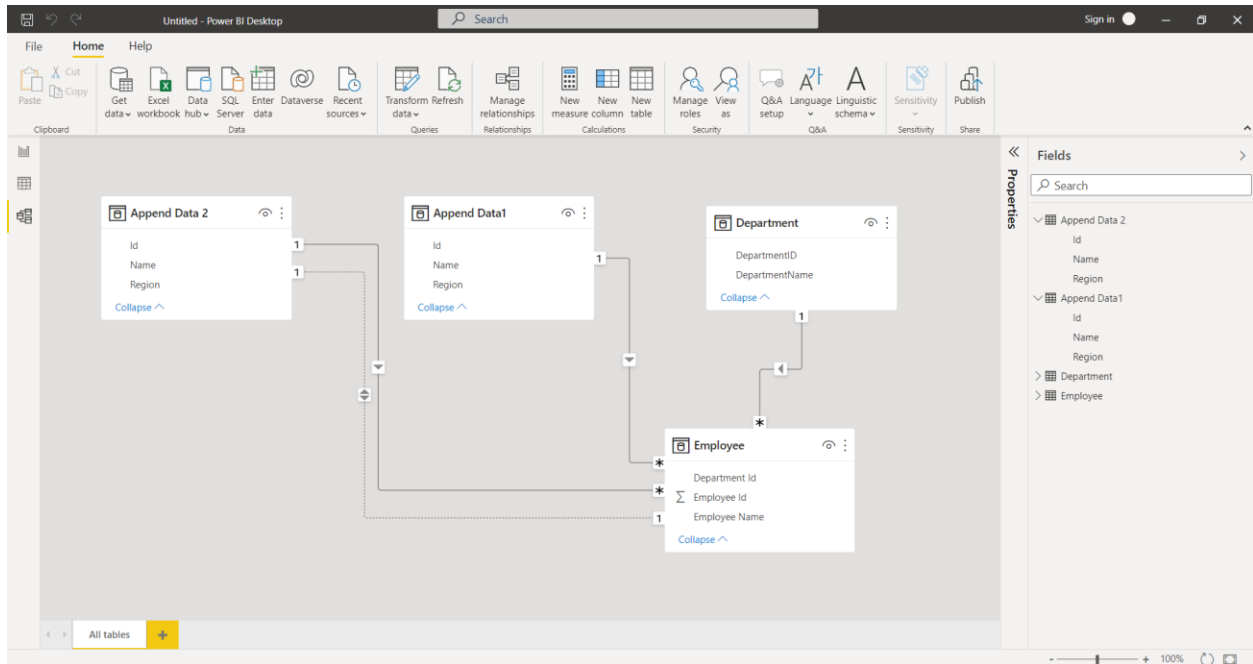 Untitled - Power BI Desktop
Search
Sign in
File Home Help
Paste
Cut
Copy
Clipboard
Get data
Excel workbook
Data hub
SQL Server
Enter data
Dataverse
Recent sources
Data
Transform data
Refresh
Queries
Manage relationships
Relationships
New measure
New column
New table
Calculations
Manage roles
View as
Security
Q&A setup
Language
Linguistic schema
Q&A
Sensitivity
Sensitivity
Publish
Share
Append Data 2
Id
Name
Region
Collapse
1
1
Append Data1
Id
Name
Region
Collapse
1
Department
DepartmentID
DepartmentName
Collapse
1
*
Employee
Department Id
Σ Employee Id
Employee Name
Collapse
*
*
1
Properties
Fields
Search
Append Data 2
Id
Name
Region
Append Data1
Id
Name
Region
Department
Employee
All tables
+
- + 100%